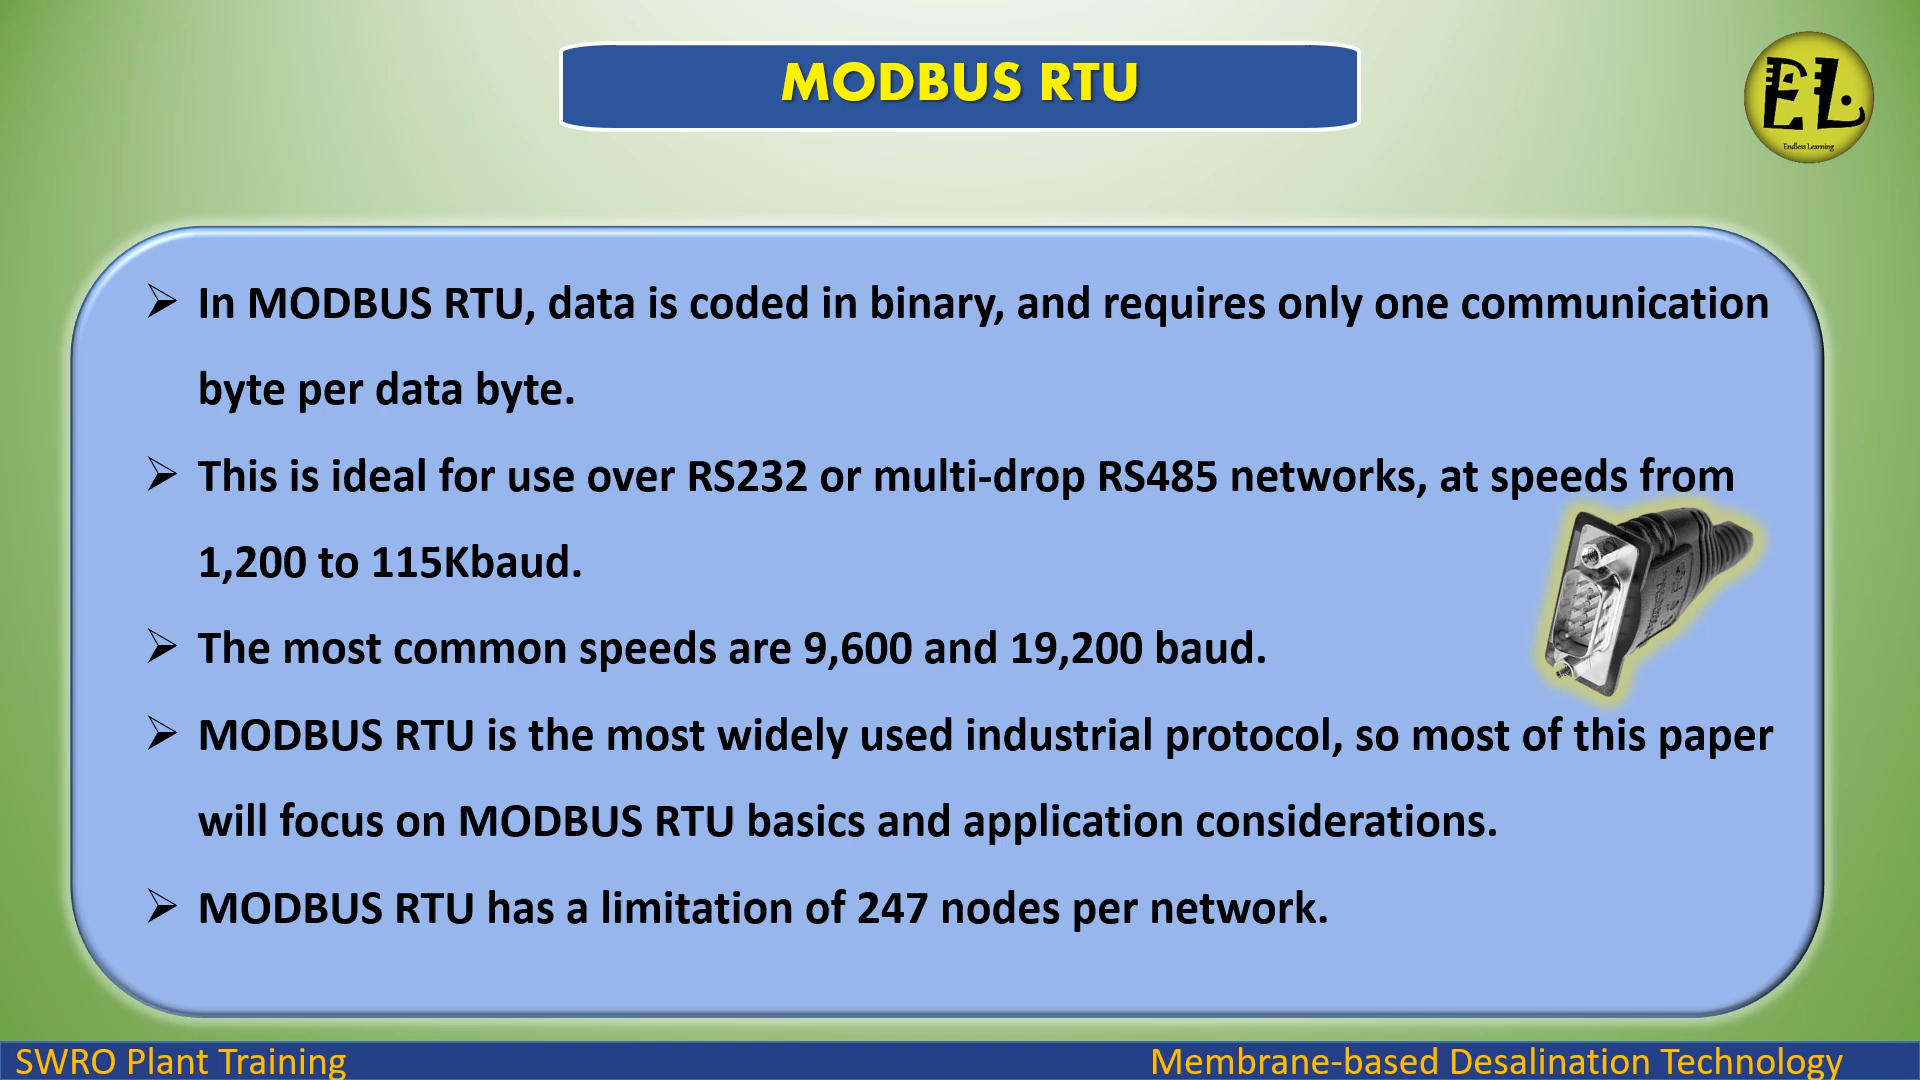 MODBUS RTU
EL
Endless Learning
➢ In MODBUS RTU, data is coded in binary, and requires only one communication
byte per data byte.
➢ This is ideal for use over RS232 or multi-drop RS485 networks, at speeds from
1,200 to 115Kbaud.
➢ The most common speeds are 9,600 and 19,200 baud.
➢ MODBUS RTU is the most widely used industrial protocol, so most of this paper
will focus on MODBUS RTU basics and application considerations.
➢ MODBUS RTU has a limitation of 247 nodes per network.
SWRO Plant Training
Membrane-based Desalination Technology